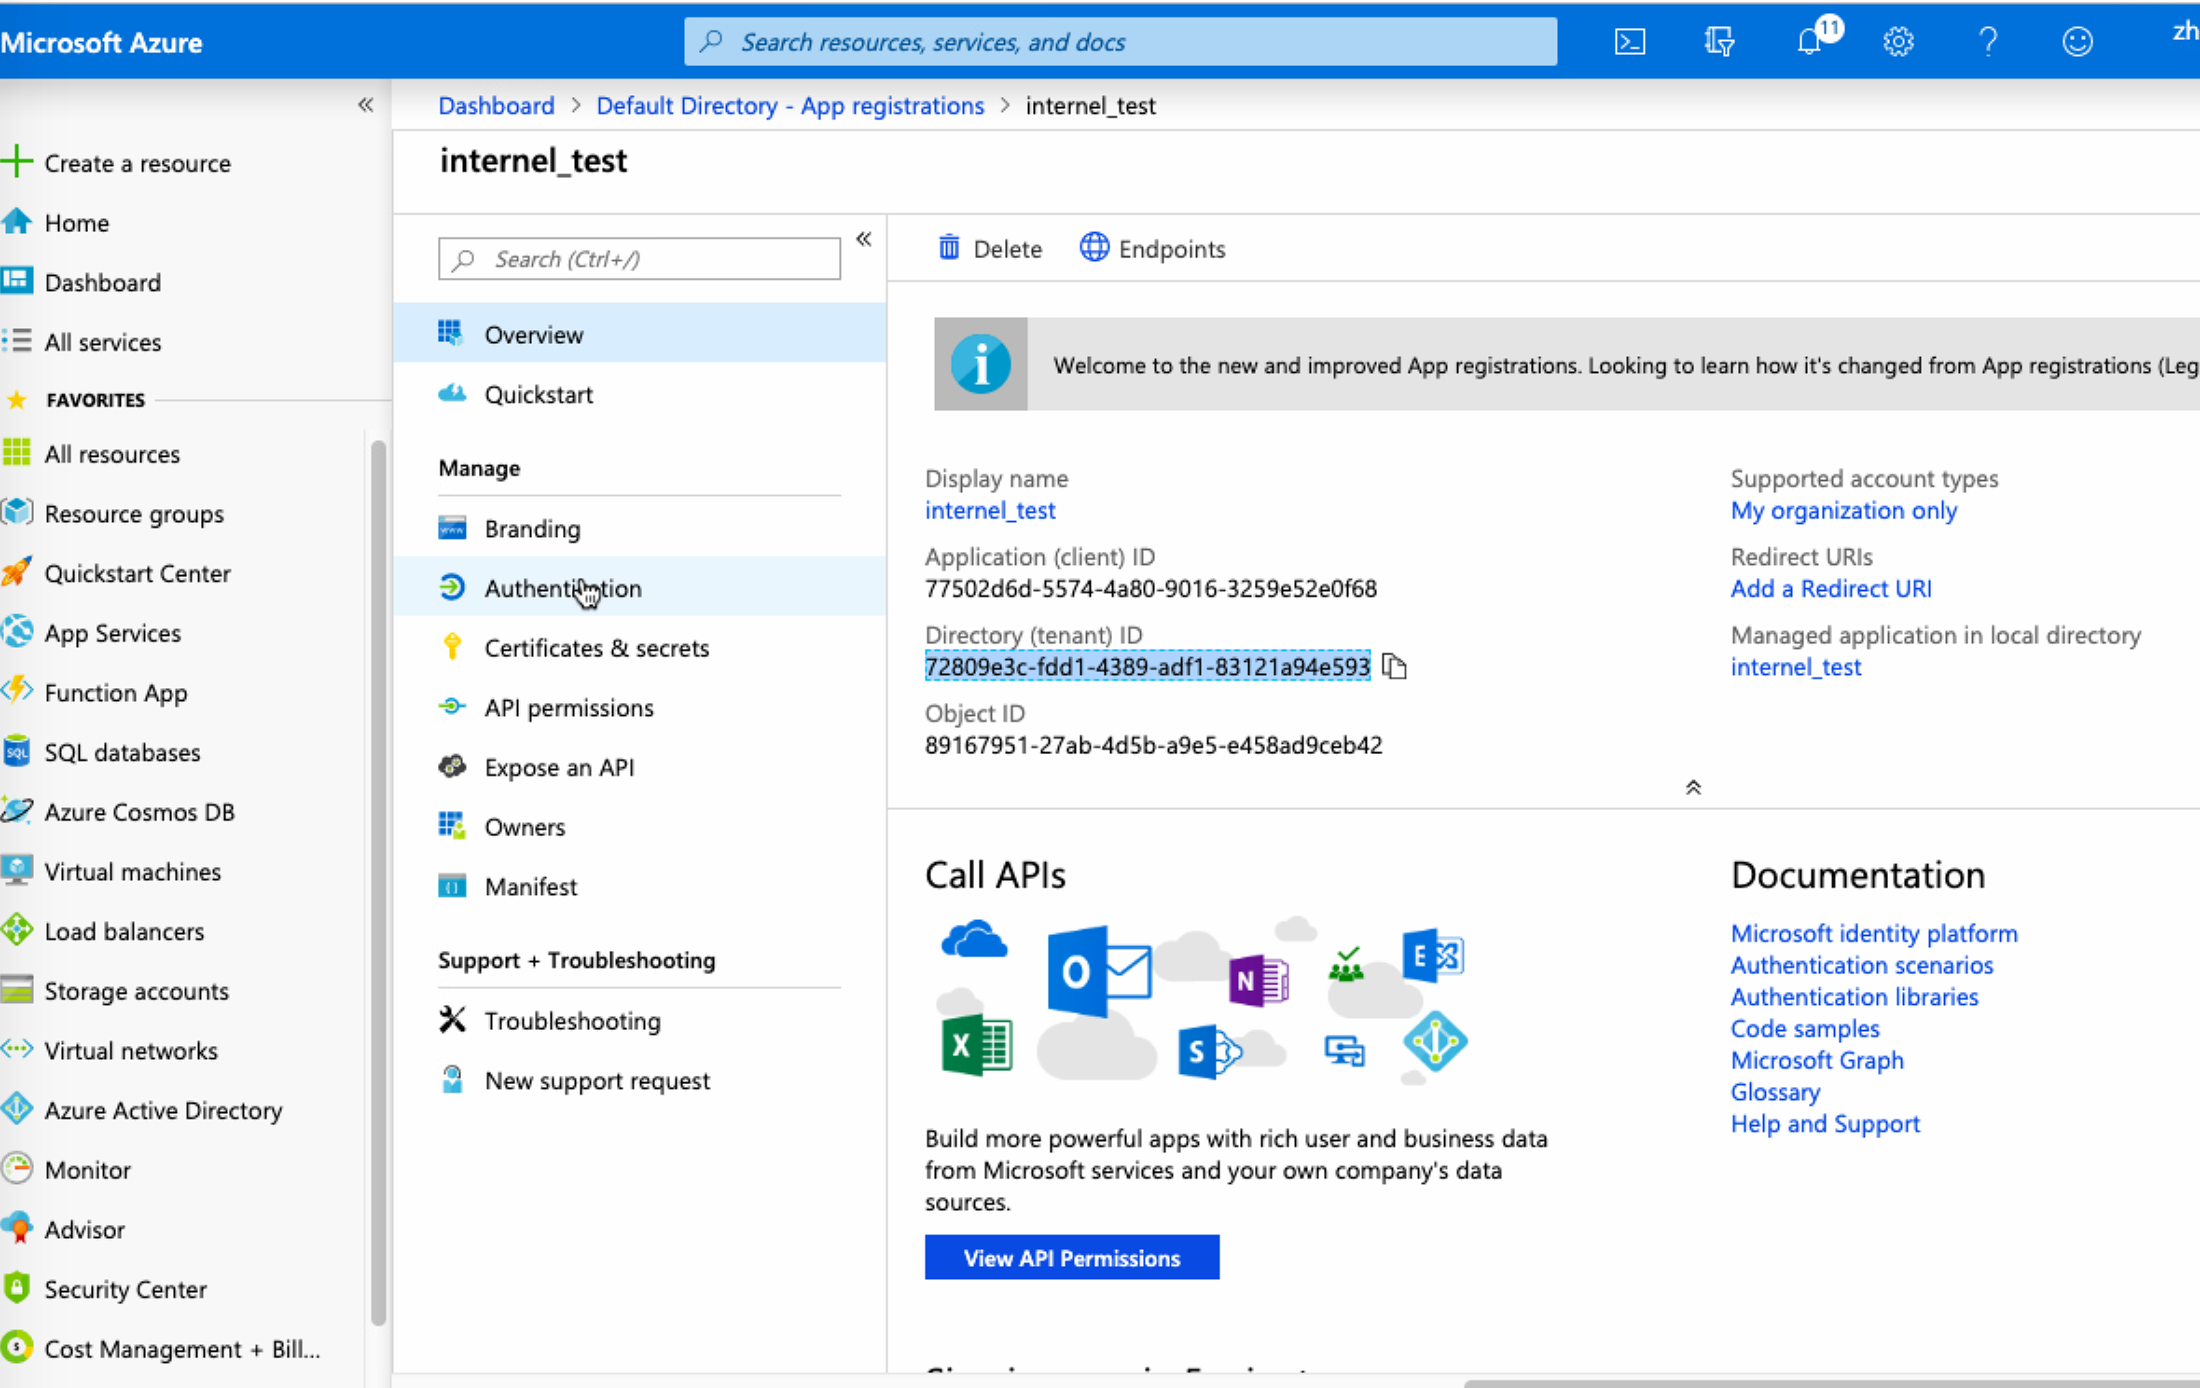 Microsoft Azure
Search resources, services, and docs
11
zh
Dashboard > Default Directory - App registrations > internel_test
internel_test
Create a resource
Home
Dashboard
All services
FAVORITES
All resources
Resource groups
Quickstart Center
App Services
Function App
SQL databases
Azure Cosmos DB
Virtual machines
Load balancers
Storage accounts
Virtual networks
Azure Active Directory
Monitor
Advisor
Security Center
Cost Management + Bill...
Search (Ctrl+/)
Overview
Quickstart
Manage
Branding
Authentication
Certificates & secrets
API permissions
Expose an API
Owners
Manifest
Support + Troubleshooting
Troubleshooting
New support request
Delete
Endpoints
Welcome to the new and improved App registrations. Looking to learn how it's changed from App registrations (Leg
Display name
internel_test
Application (client) ID
77502d6d-5574-4a80-9016-3259e52e0f68
Directory (tenant) ID
72809e3c-fdd1-4389-adf1-83121a94e593
Object ID
89167951-27ab-4d5b-a9e5-e458ad9ceb42
Supported account types
My organization only
Redirect URIs
Add a Redirect URI
Managed application in local directory
internel_test
Call APIs
Build more powerful apps with rich user and business data
from Microsoft services and your own company's data
sources.
View API Permissions
Documentation
Microsoft identity platform
Authentication scenarios
Authentication libraries
Code samples
Microsoft Graph
Glossary
Help and Support